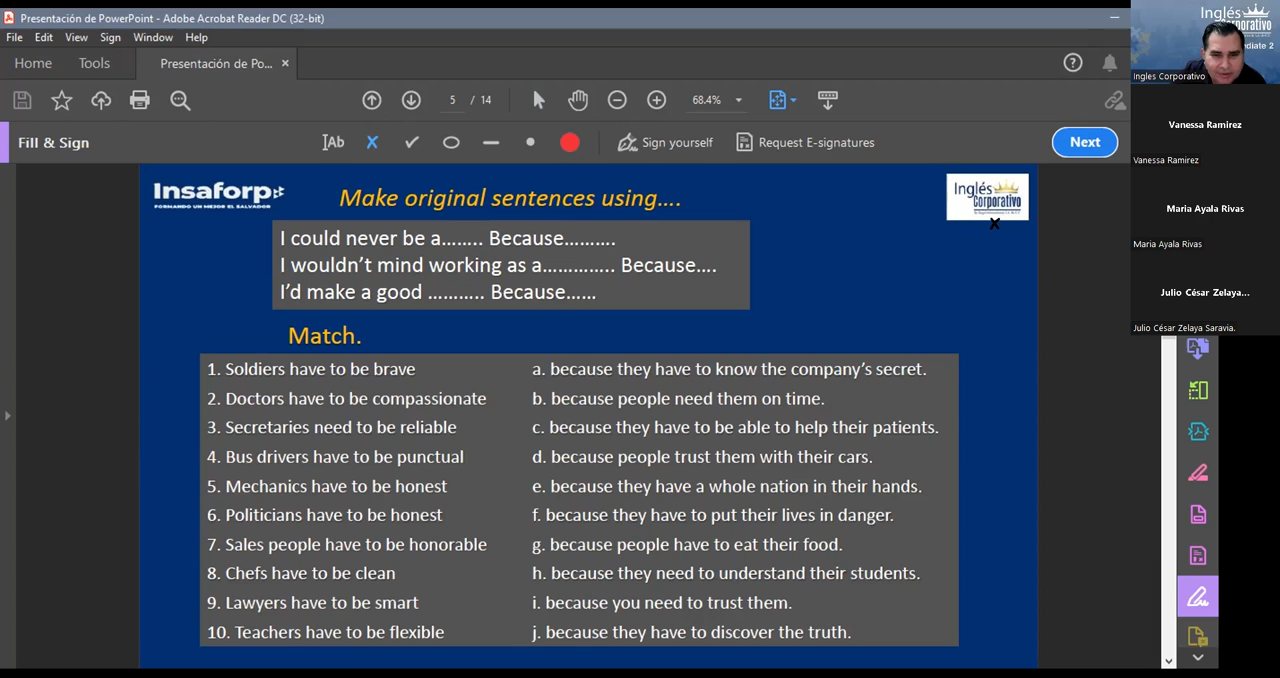 Presentación de PowerPoint - Adobe Acrobat Reader DC (32-bit)
File Edit View Sign Window Help
Home Tools Presentación de Po... ×
5 / 14 68.4%
Fill & Sign
Ab
Sign yourself
Request E-signatures
Next
Insaforp
FORMANDO UN MEJOR EL SALVADOR
Make original sentences using....
Inglés
Corporativo
I could never be a........ Because..........
I wouldn't mind working as a.............. Because....
I'd make a good ........... Because......
Match.
1. Soldiers have to be brave
2. Doctors have to be compassionate
3. Secretaries need to be reliable
4. Bus drivers have to be punctual
5. Mechanics have to be honest
6. Politicians have to be honest
7. Sales people have to be honorable
8. Chefs have to be clean
9. Lawyers have to be smart
10. Teachers have to be flexible
a. because they have to know the company's secret.
b. because people need them on time.
c. because they have to be able to help their patients.
d. because people trust them with their cars.
e. because they have a whole nation in their hands.
f. because they have to put their lives in danger.
g. because people have to eat their food.
h. because they need to understand their students.
i. because you need to trust them.
j. because they have to discover the truth.
Inglés
Corporativo
ediate 2
Ingles Corporativo
Vanessa Ramirez
Vanessa Ramirez
Maria Ayala Rivas
Maria Ayala Rivas
Julio César Zelaya...
Julio César Zelaya Saravia.